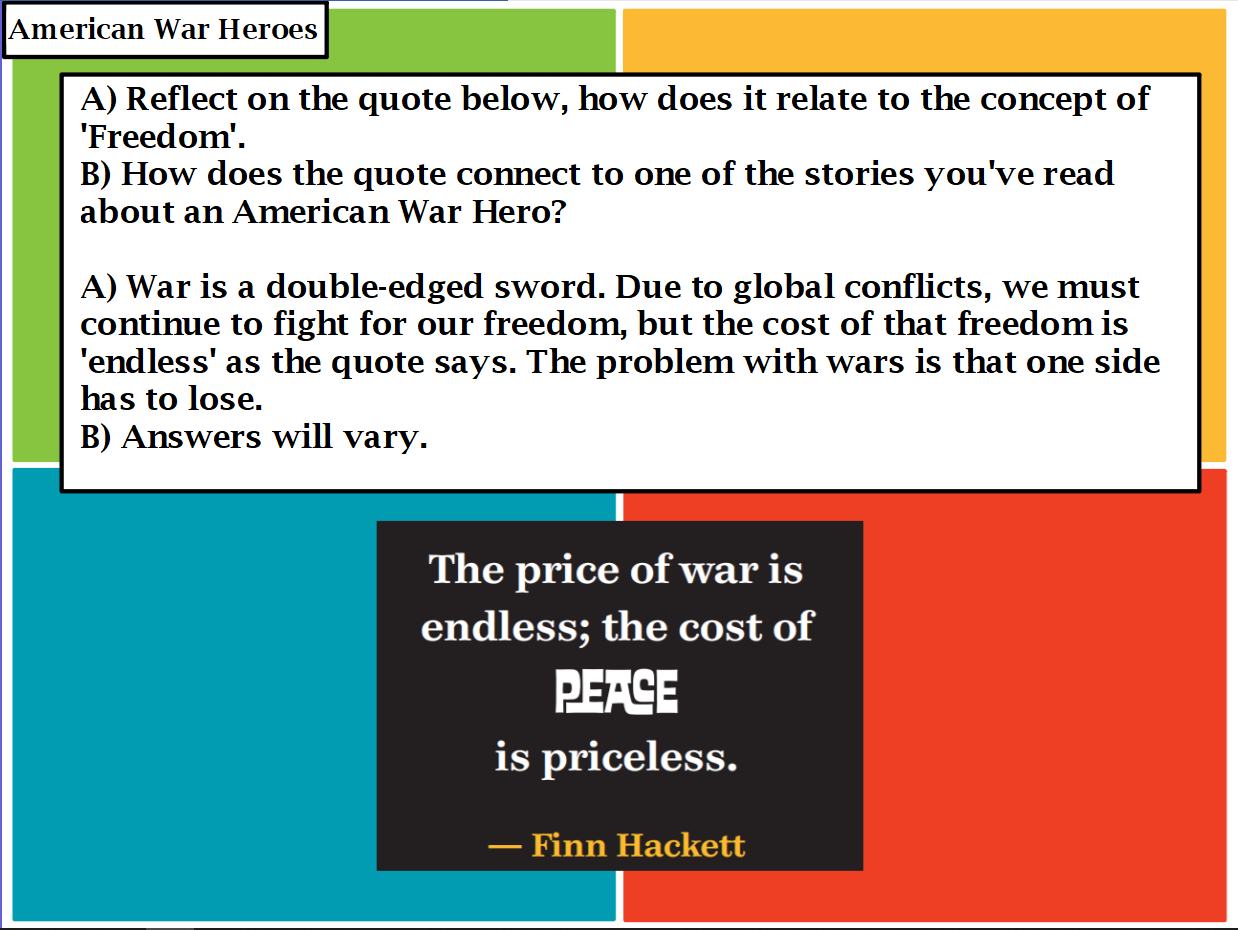 American War Heroes
A) Reflect on the quote below, how does it relate to the concept of
'Freedom'.
B) How does the quote connect to one of the stories you've read
about an American War Hero?
A) War is a double-edged sword. Due to global conflicts, we must
continue to fight for our freedom, but the cost of that freedom is
'endless' as the quote says. The problem with wars is that one side
has to lose.
B) Answers will vary.
The price of war is
endless; the cost of
PEACE
is priceless.
— Finn Hackett